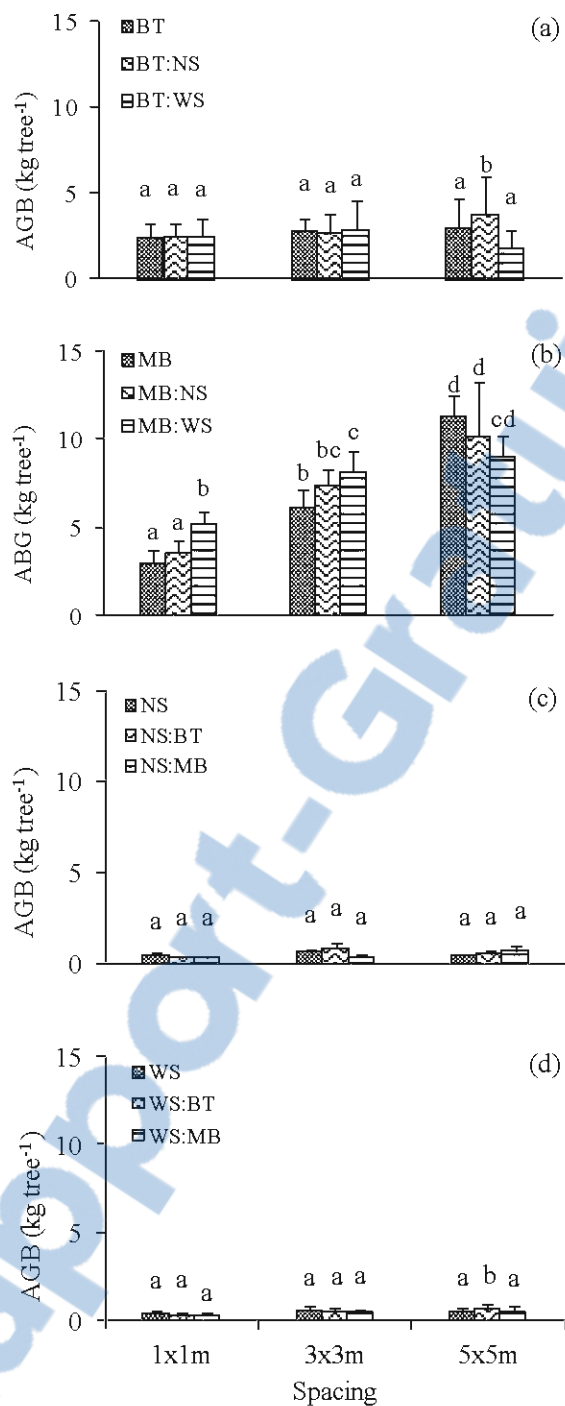 15
(a)
BT
BT:NS
BT:WS
10
AGB (kg tree-1)
5
a a a
a a a
a b a
0
15
(b)
MB
MB:NS
MB:WS
10
ABG (kg tree-1)
5
a a b
b bc c
d d cd
0
15
(c)
NS
NS:BT
NS:MB
10
AGB (kg tree-1)
5
a a a
a a a
a a a
0
15
(d)
WS
WS:BT
WS:MB
10
AGB (kg tree-1)
5
a a a
a a a
a b a
0
1x1m 3x3m 5x5m
Spacing